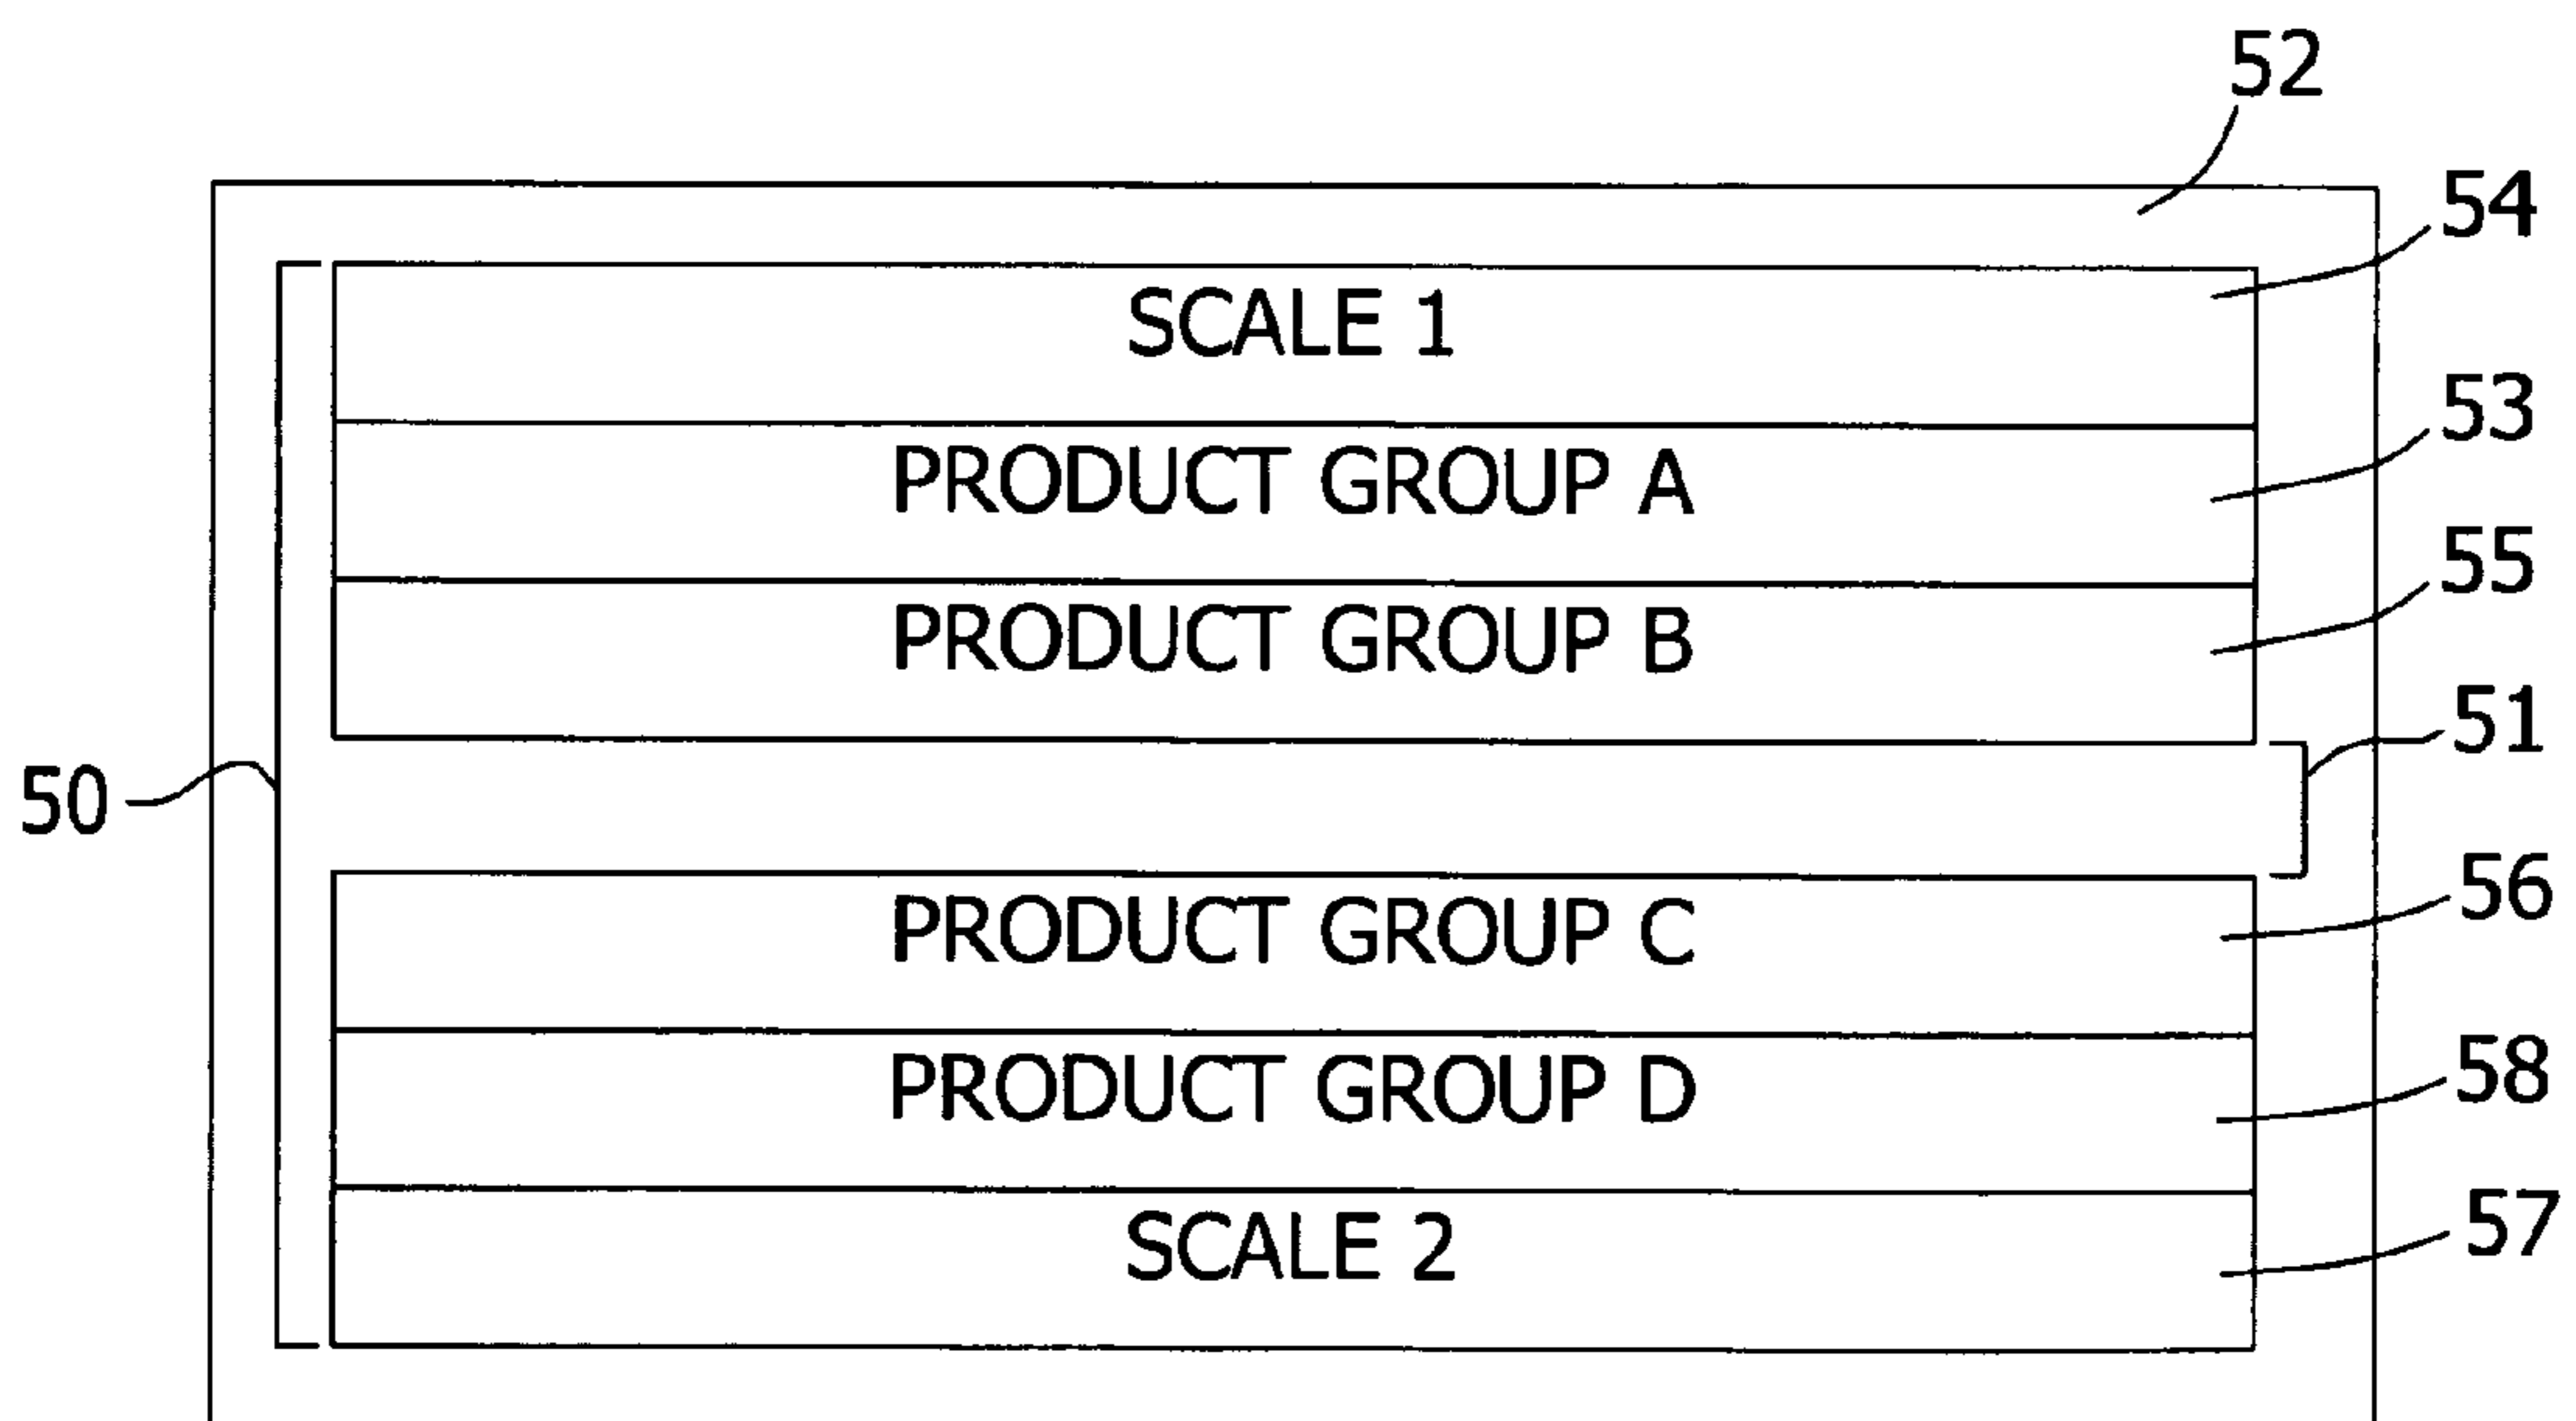 52
54
SCALE 1
53
PRODUCT GROUP A
55
PRODUCT GROUP B
51
50
56
PRODUCT GROUP C
58
PRODUCT GROUP D
57
SCALE 2